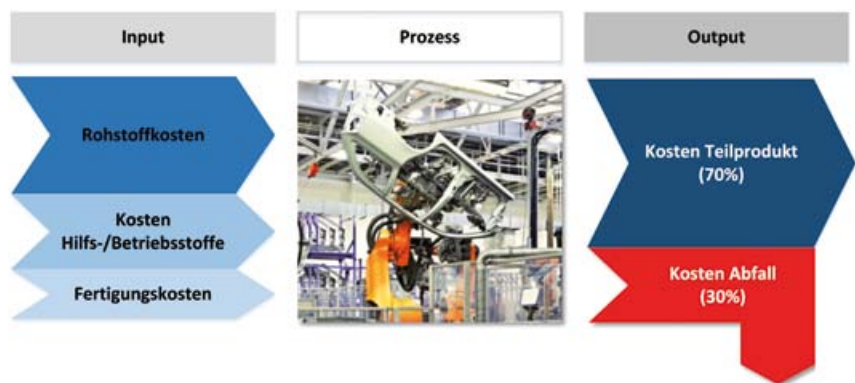 Input
Prozess
Output
Rohstoffkosten
Kosten
Hilfs-/Betriebsstoffe
Fertigungskosten
Kosten Teilprodukt
(70%)
Kosten Abfall
(30%)